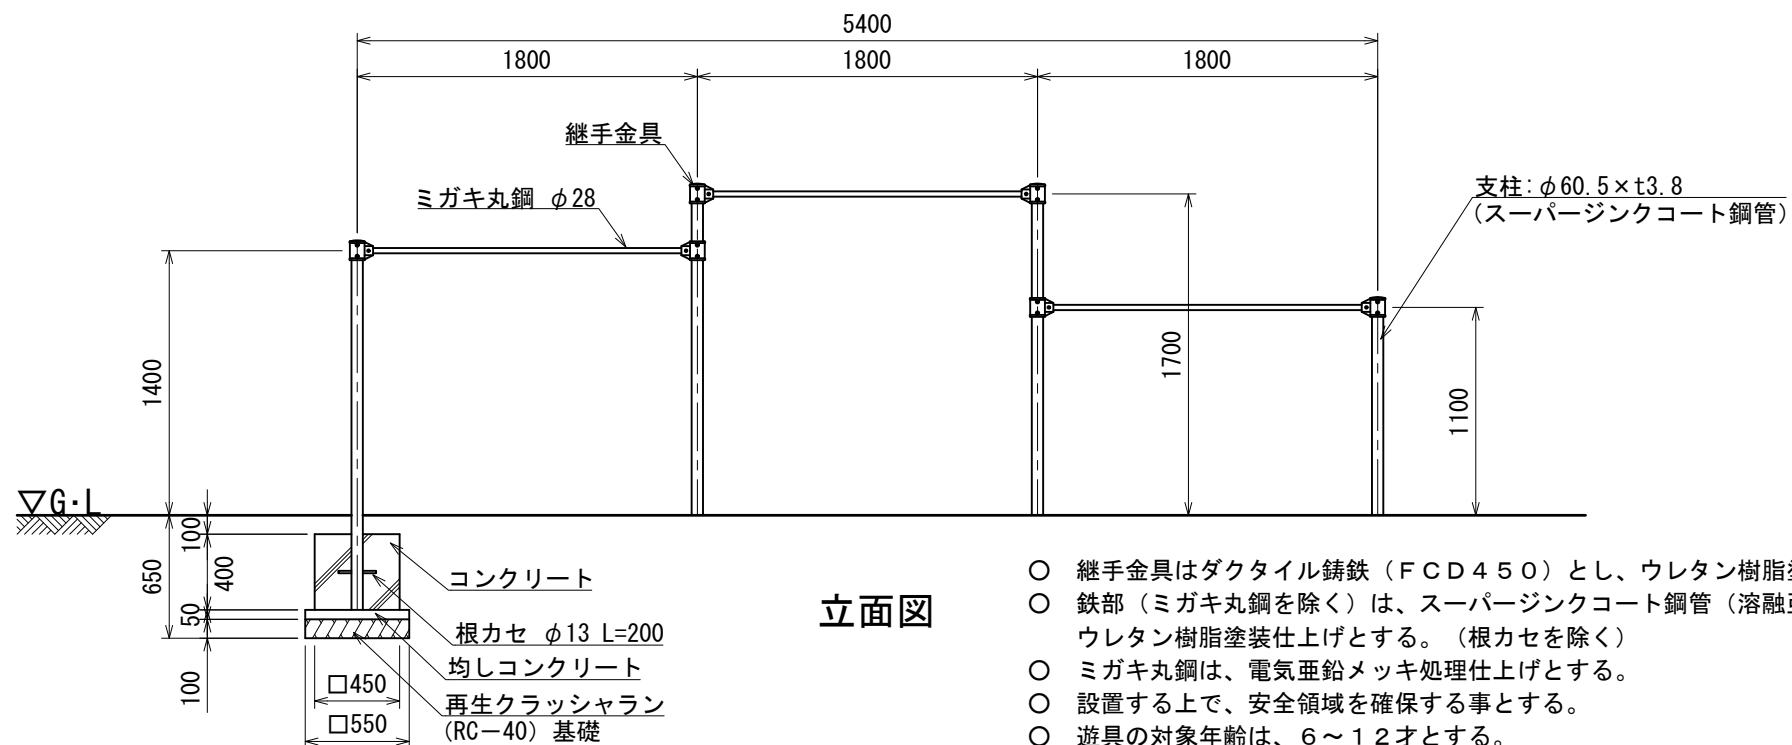 5400
1800
1800
1800
継手金具
ミガキ丸鋼 φ28
支柱:φ60.5×t3.8
(スーパージンクコート鋼管)
1400
1700
1100
▽G・L
100
400
650
50
100
コンクリート
根カセ φ13 L=200
均しコンクリート
再生クラッシャラン
(RC−40) 基礎
□450
□550
立面図
○ 継手金具はダクタイル鋳鉄(FCD450)とし、ウレタン樹脂
○ 鉄部(ミガキ丸鋼を除く)は、スーパージンクコート鋼管(溶融
ウレタン樹脂塗装仕上げとする。(根カセを除く)
○ ミガキ丸鋼は、電気亜鉛メッキ処理仕上げとする。
○ 設置する上で、安全領域を確保する事とする。
○ 遊具の対象年齢は、6~12才とする。